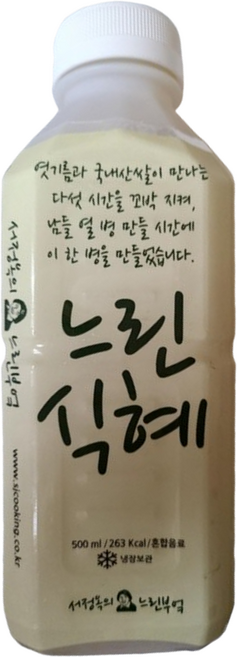 엿기름과 국내산쌀이 만나는
다섯 시간을 꼬박 지켜,
남들 열 병 만들 시간에
이 한 병을 만들었습니다.
느린
식혜
500 ml / 263 Kcal / 혼합음료
냉장보관
서정옥의 느린부엌
서정옥의 느린부엌
www.sjcooking.co.kr